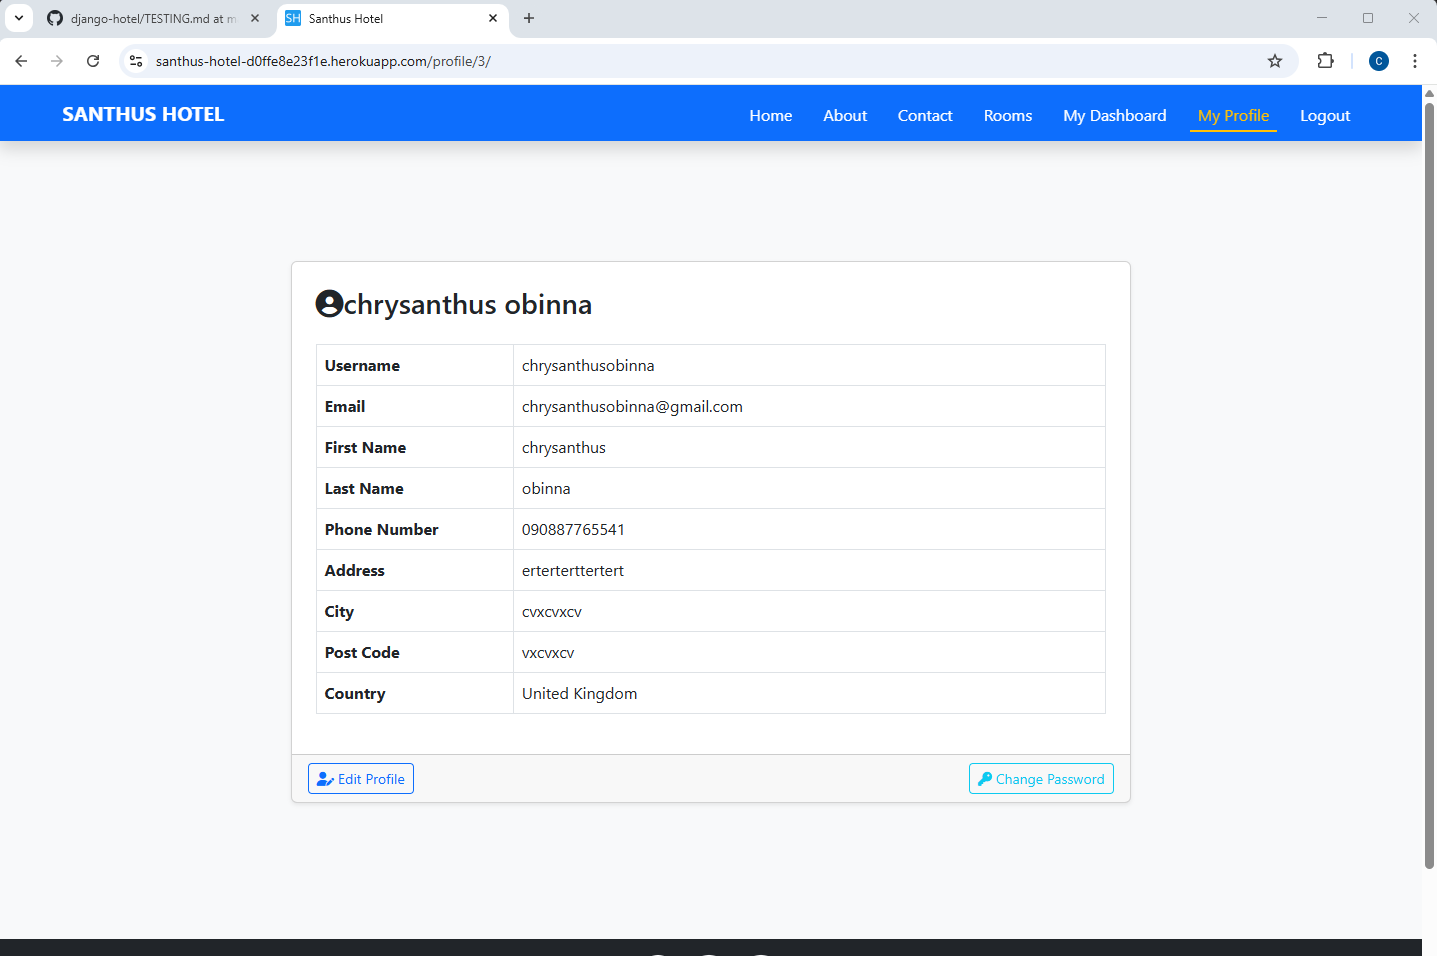 django-hotel/TESTING.md at m
Santhus Hotel
santhus-hotel-d0ffe8e23f1e.herokuapp.com/profile/3/
C
SANTHUS HOTEL
Home About Contact Rooms My Dashboard My Profile Logout
chrysanthus obinna
Username chrysanthusobinna
Email chrysanthusobinna@gmail.com
First Name chrysanthus
Last Name obinna
Phone Number 090887765541
Address erterterttertert
City cvxcvxcv
Post Code vxcvxcv
Country United Kingdom
Edit Profile Change Password